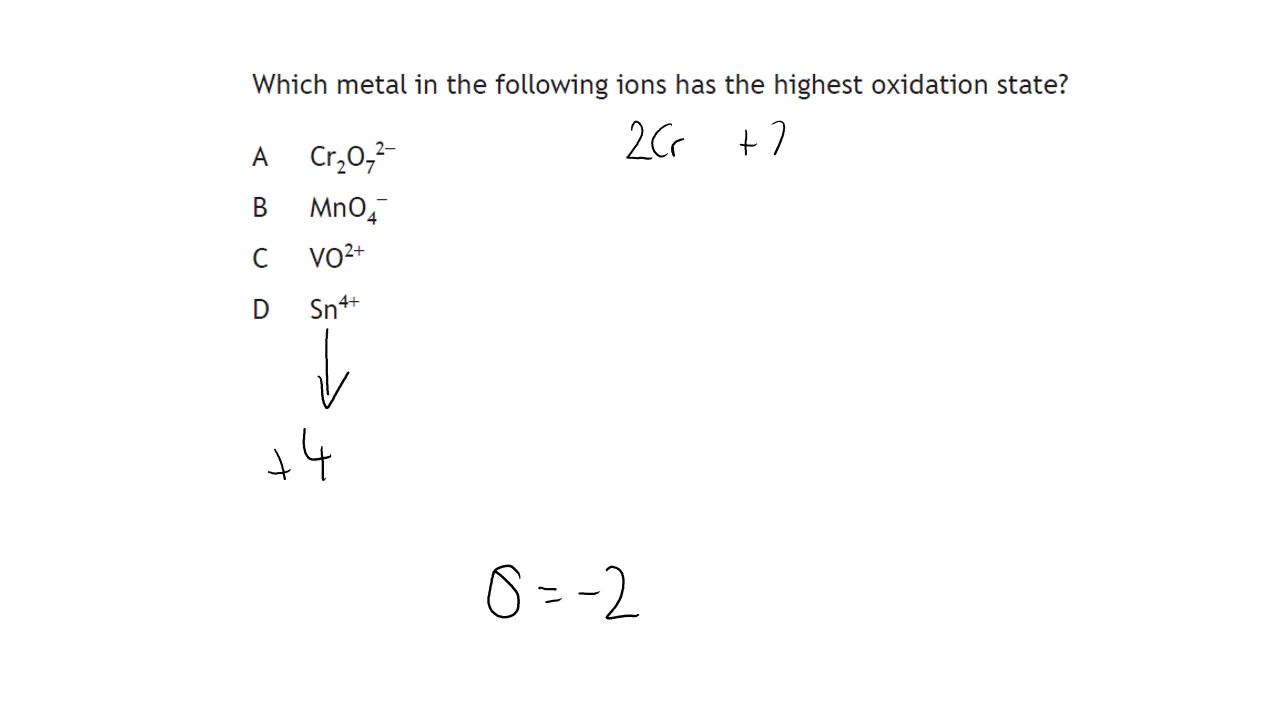 Which metal in the following ions has the highest oxidation state?
2Cr + 7
A Cr₂O₇²⁻
B MnO₄⁻
C VO²⁺
D Sn⁴⁺
+4
O = -2